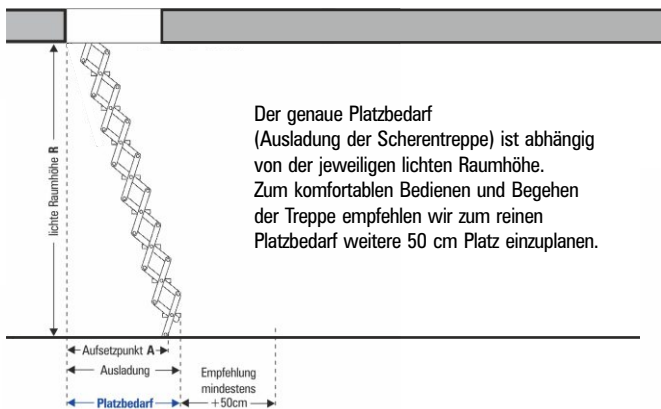 Der genaue Platzbedarf
(Ausladung der Scherentreppe) ist abhängig
von der jeweiligen lichten Raumhöhe.
Zum komfortablen Bedienen und Begehen
der Treppe empfehlen wir zum reinen
Platzbedarf weitere 50 cm Platz einzuplanen.
lichte Raumhöhe R
Aufsetzpunkt A
Ausladung
Platzbedarf
Empfehlung
mindestens
+50cm